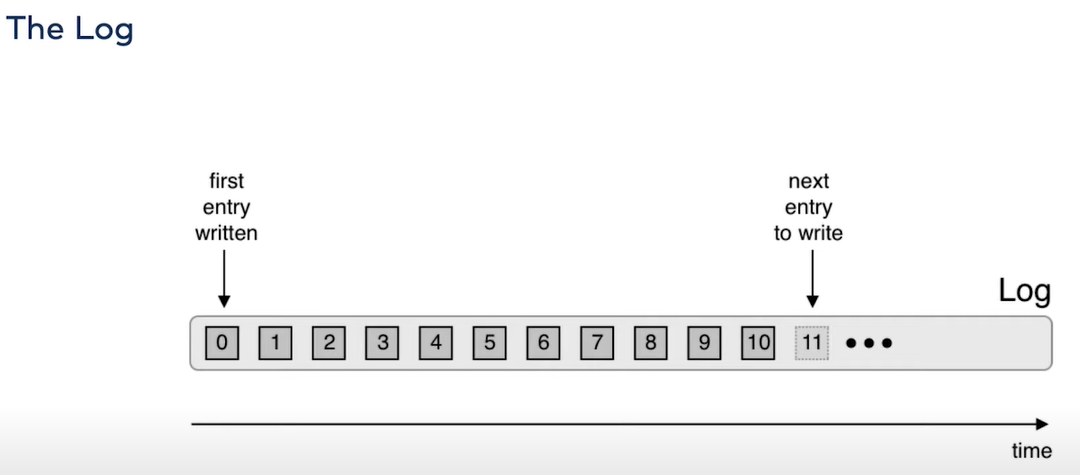 The Log
first
entry
written
next
entry
to write
Log
0 1 2 3 4 5 6 7 8 9 10 11 •••
time